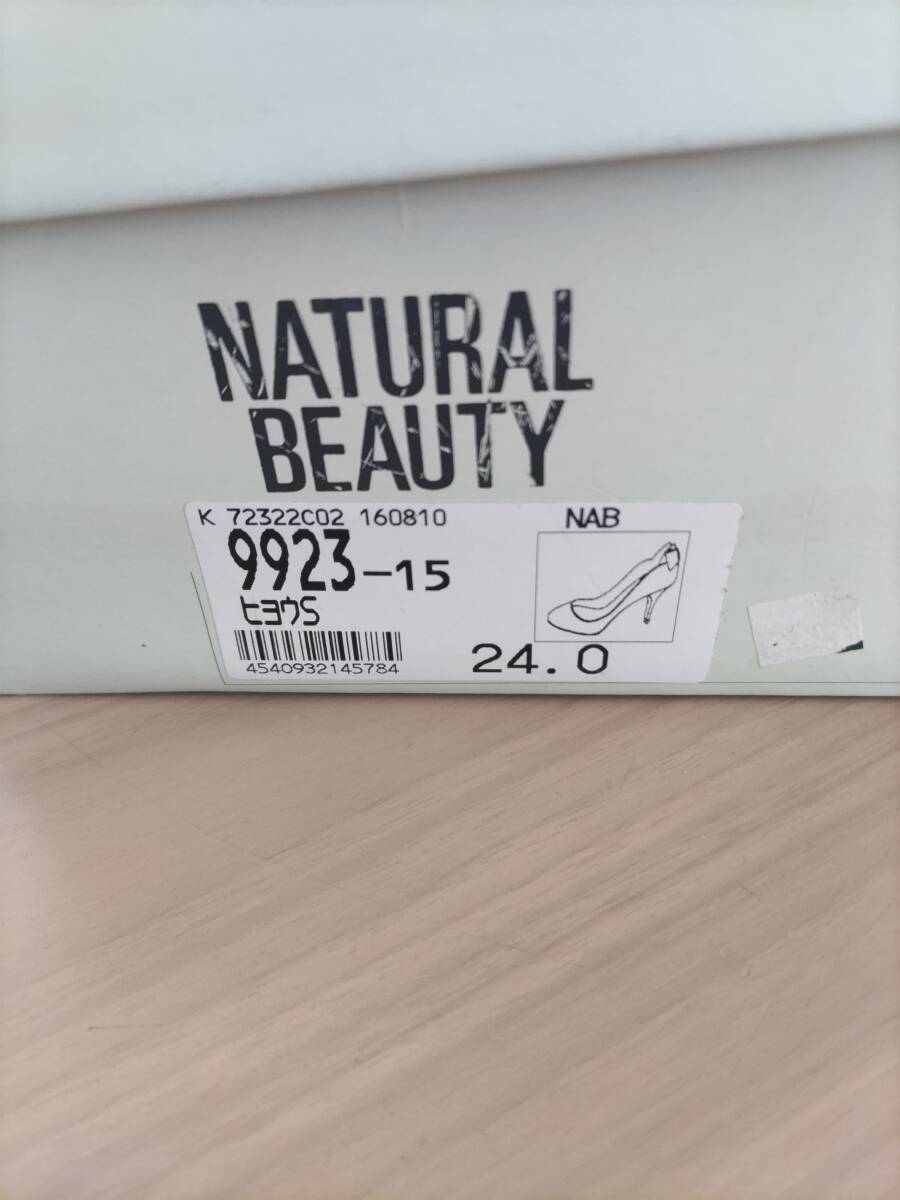 NATURAL
BEAUTY
K 72322C02 160810
NAB
9923-15
ヒヨウS
4540932145784
24.0